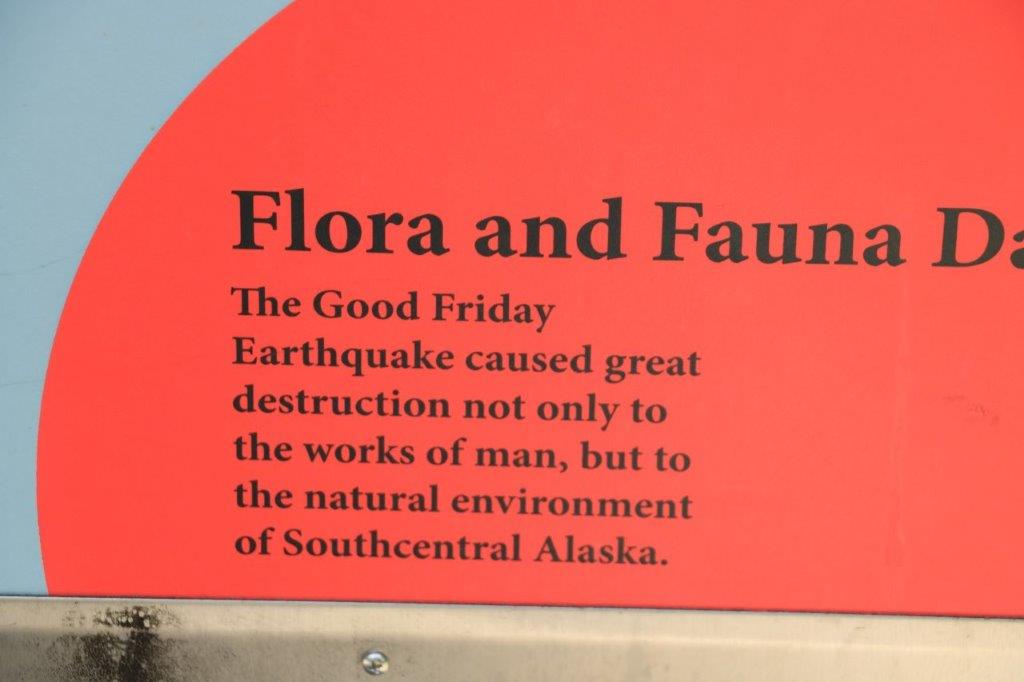 Flora and Fauna Da
The Good Friday
Earthquake caused great
destruction not only to
the works of man, but to
the natural environment
of Southcentral Alaska.